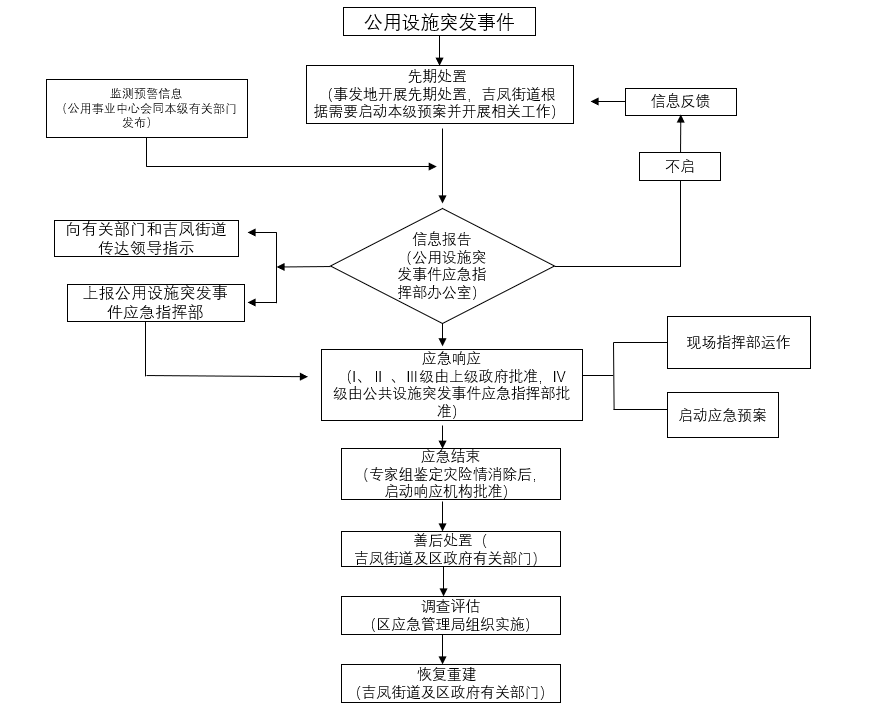 公用设施突发事件
先期处置
（事发地开展先期处置，吉凤街道根
据需要启动本级预案并开展相关工作）
监测预警信息
（公用事业中心会同本级有关部门
发布）
信息反馈
不启
向有关部门和吉凤街道
传达领导指示
信息报告
（公用设施突
发事件应急指
挥部办公室）
上报公用设施突发事
件应急指挥部
应急响应
（Ⅰ、Ⅱ 、Ⅲ级由上级政府批准，Ⅳ
级由公共设施突发事件应急指挥部批
准）
现场指挥部运作
启动应急预案
应急结束
（专家组鉴定灾险情消除后，
启动响应机构批准）
善后处置（
吉凤街道及区政府有关部门）
调查评估
（区应急管理局组织实施）
恢复重建
（吉凤街道及区政府有关部门）